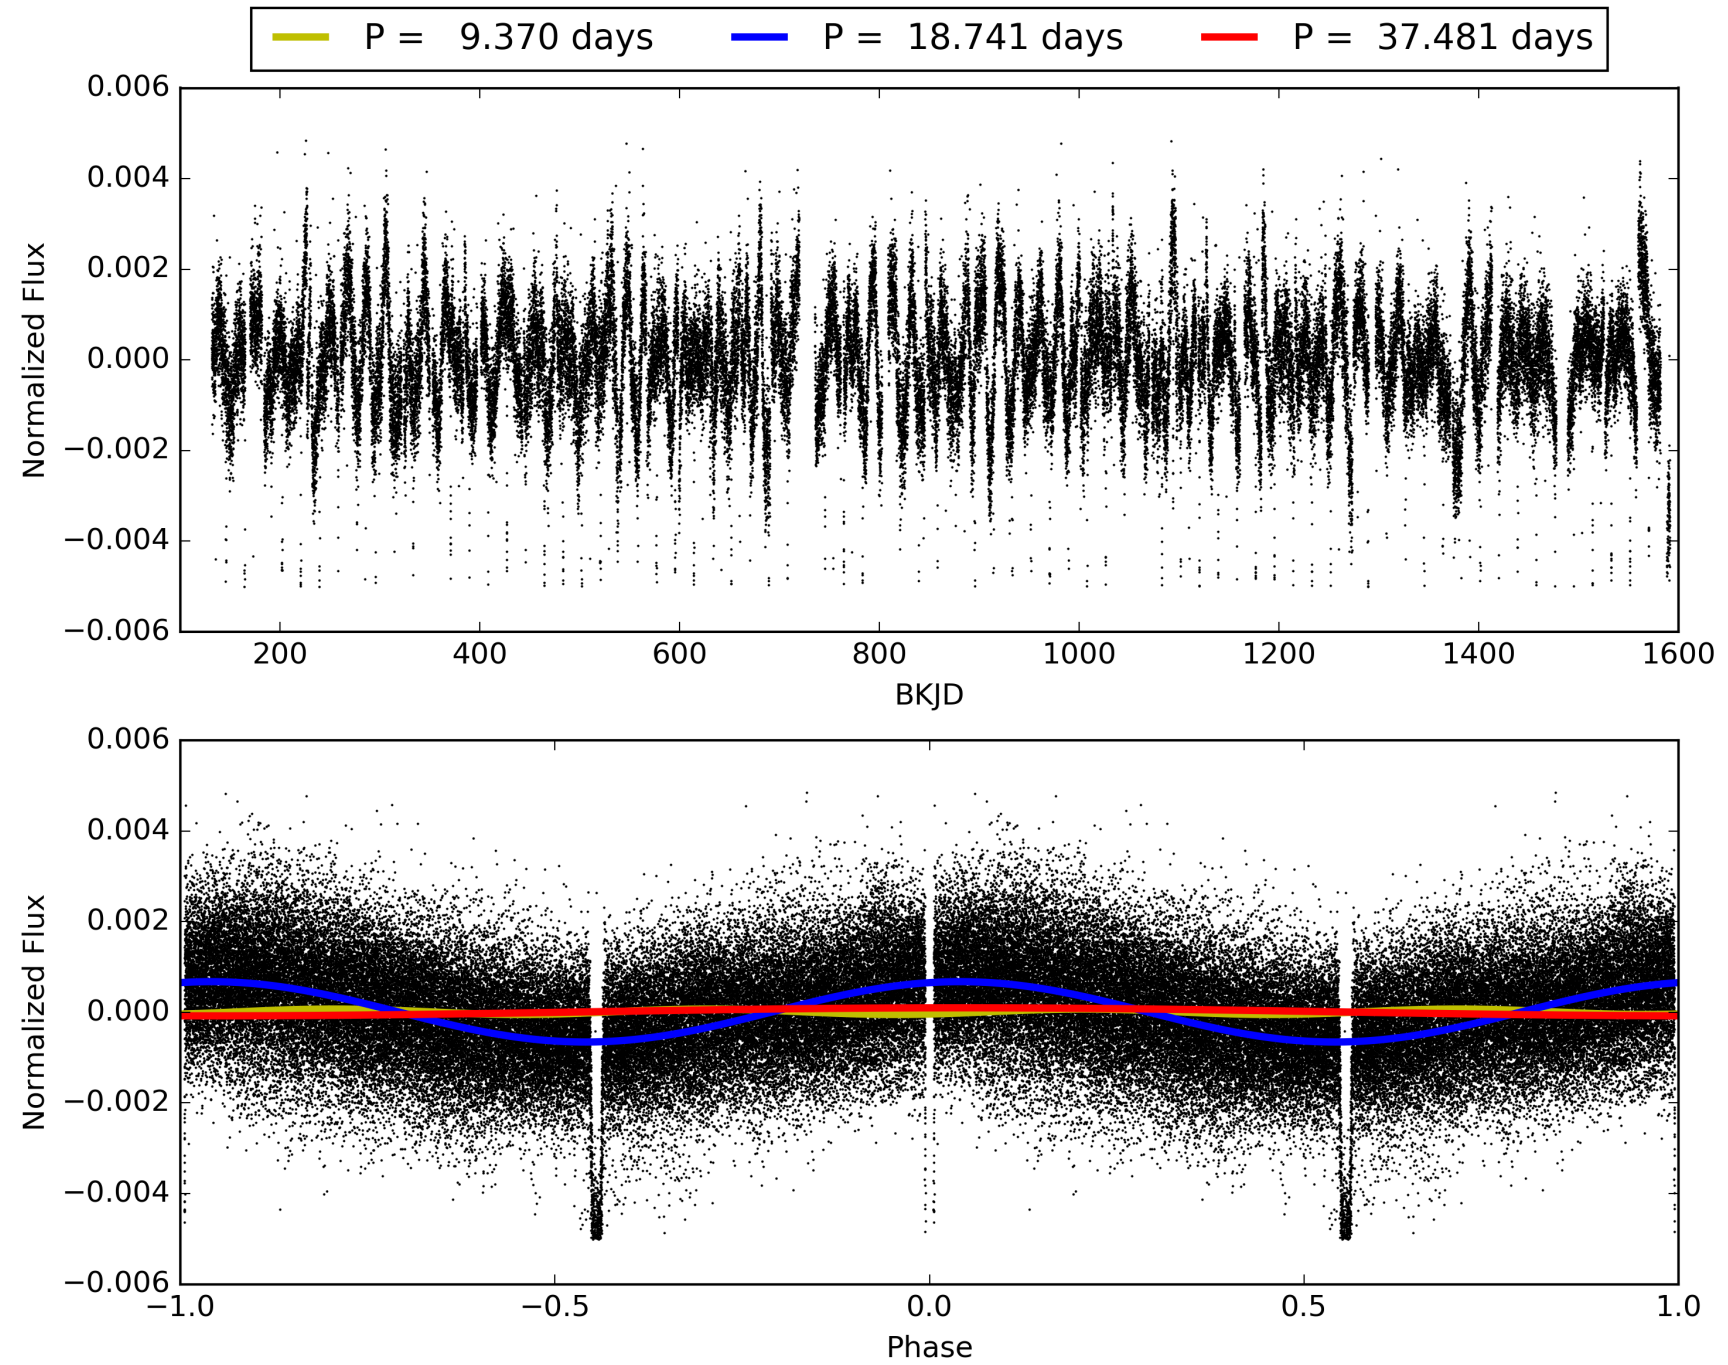 P = 9.370 days P = 18.741 days P = 37.481 days
0.006
0.004
0.002
0.000
−0.002
−0.004
−0.006
Normalized Flux
200 400 600 800 1000 1200 1400 1600
BKJD
0.006
0.004
0.002
0.000
−0.002
−0.004
−0.006
Normalized Flux
−1.0 −0.5 0.0 0.5 1.0
Phase